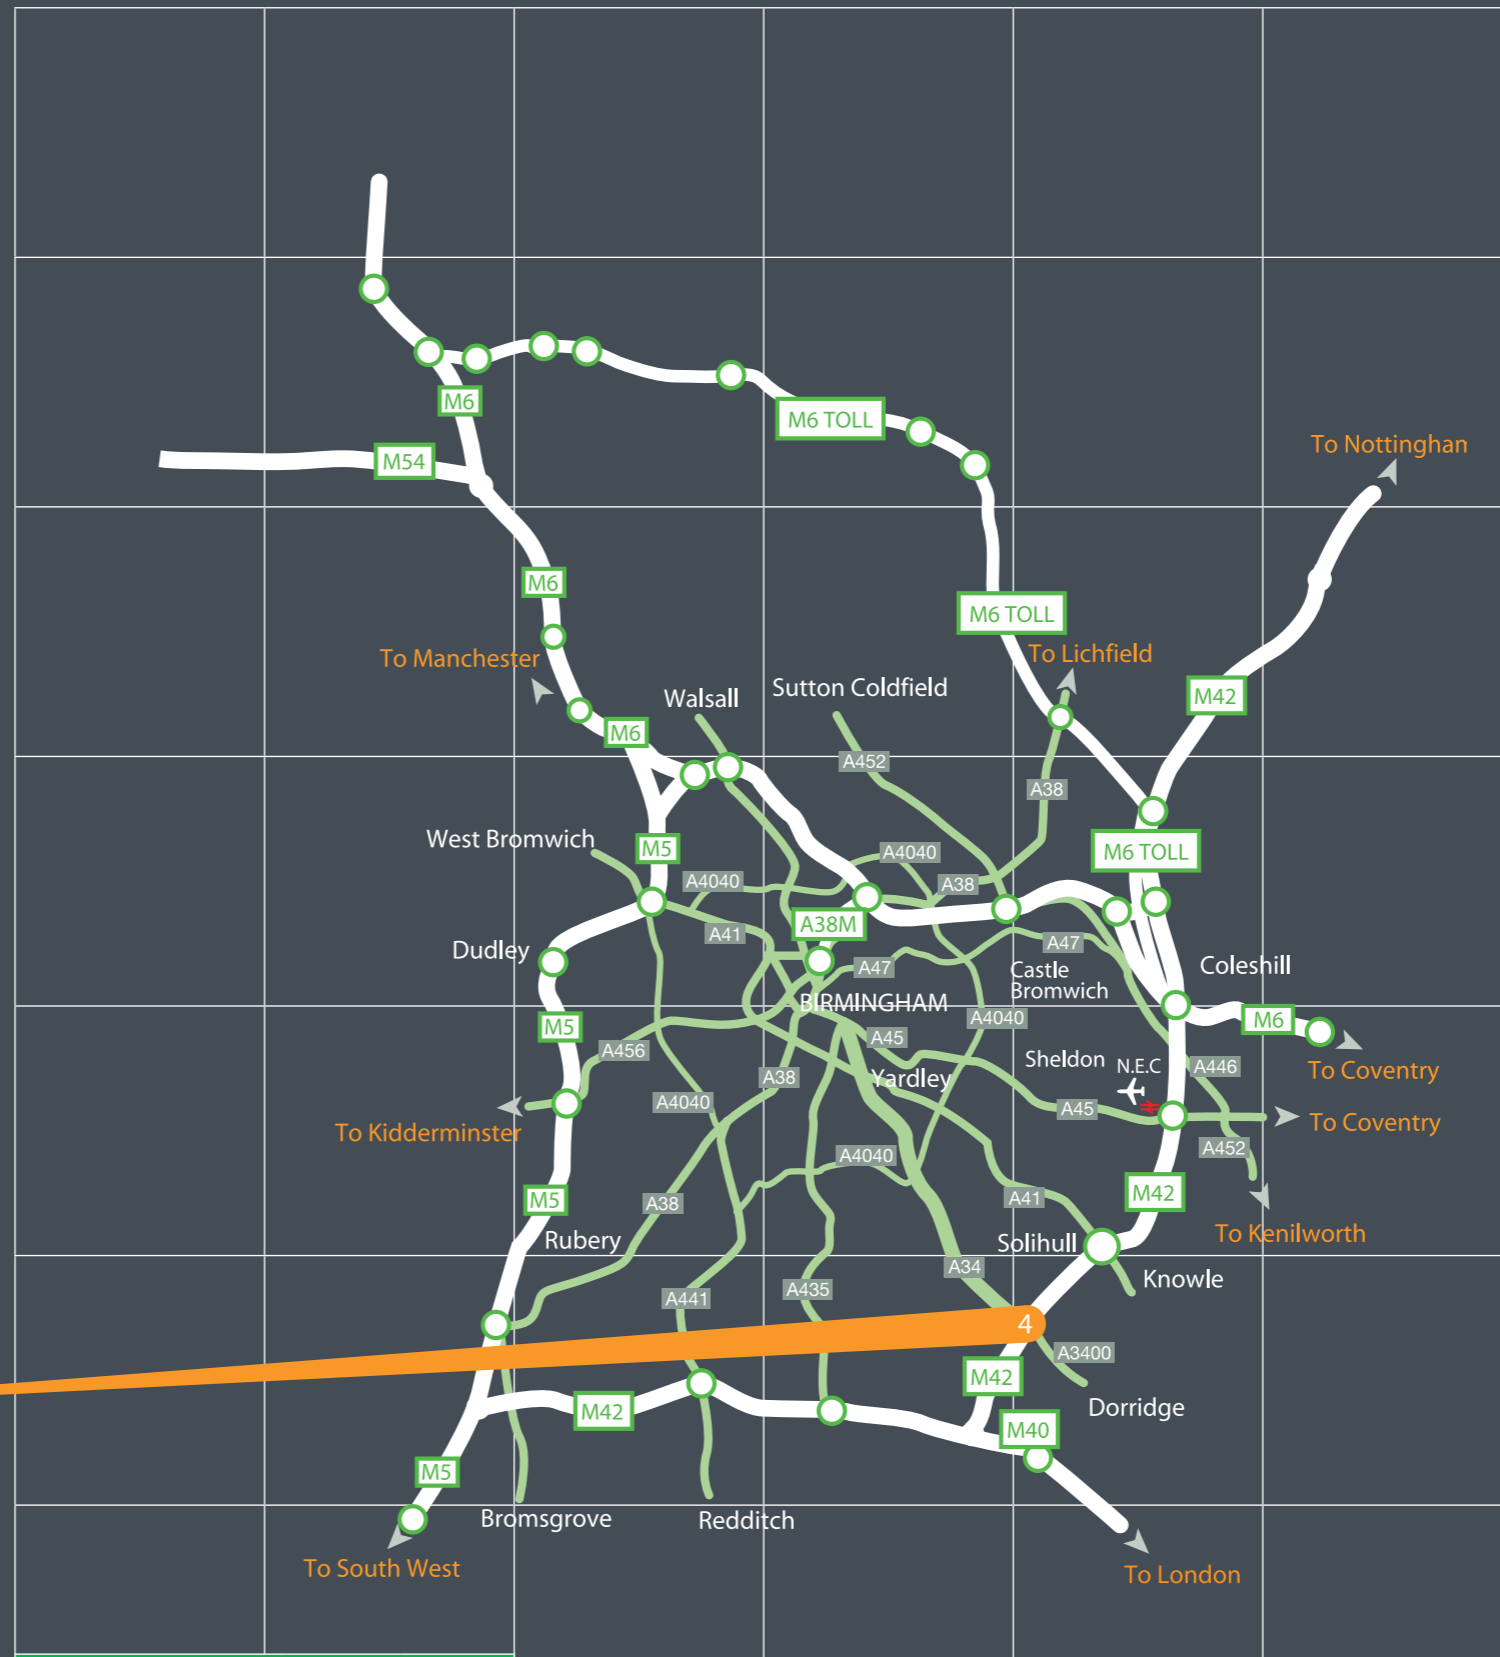 M6
M54
M6 TOLL
To Nottinghan
M6
M6 TOLL
To Manchester
To Lichfield
Walsall
Sutton Coldfield
M42
M6
A452
A38
West Bromwich
M5
A4040
M6 TOLL
A4040
A38
A38M
A41
Dudley
A47
A47
Castle
Bromwich
Coleshill
BIRMINGHAM
M5
A4040
M6
A45
A456
Sheldon
N.E.C
A446
To Coventry
A38
Yardley
A4040
A45
To Coventry
To Kidderminster
A4040
A452
M5
A38
A41
M42
Rubery
Solihull
To Kenilworth
A34
Knowle
A441
A435
4
A3400
M42
M42
Dorridge
M40
M5
Bromsgrove
Redditch
To South West
To London